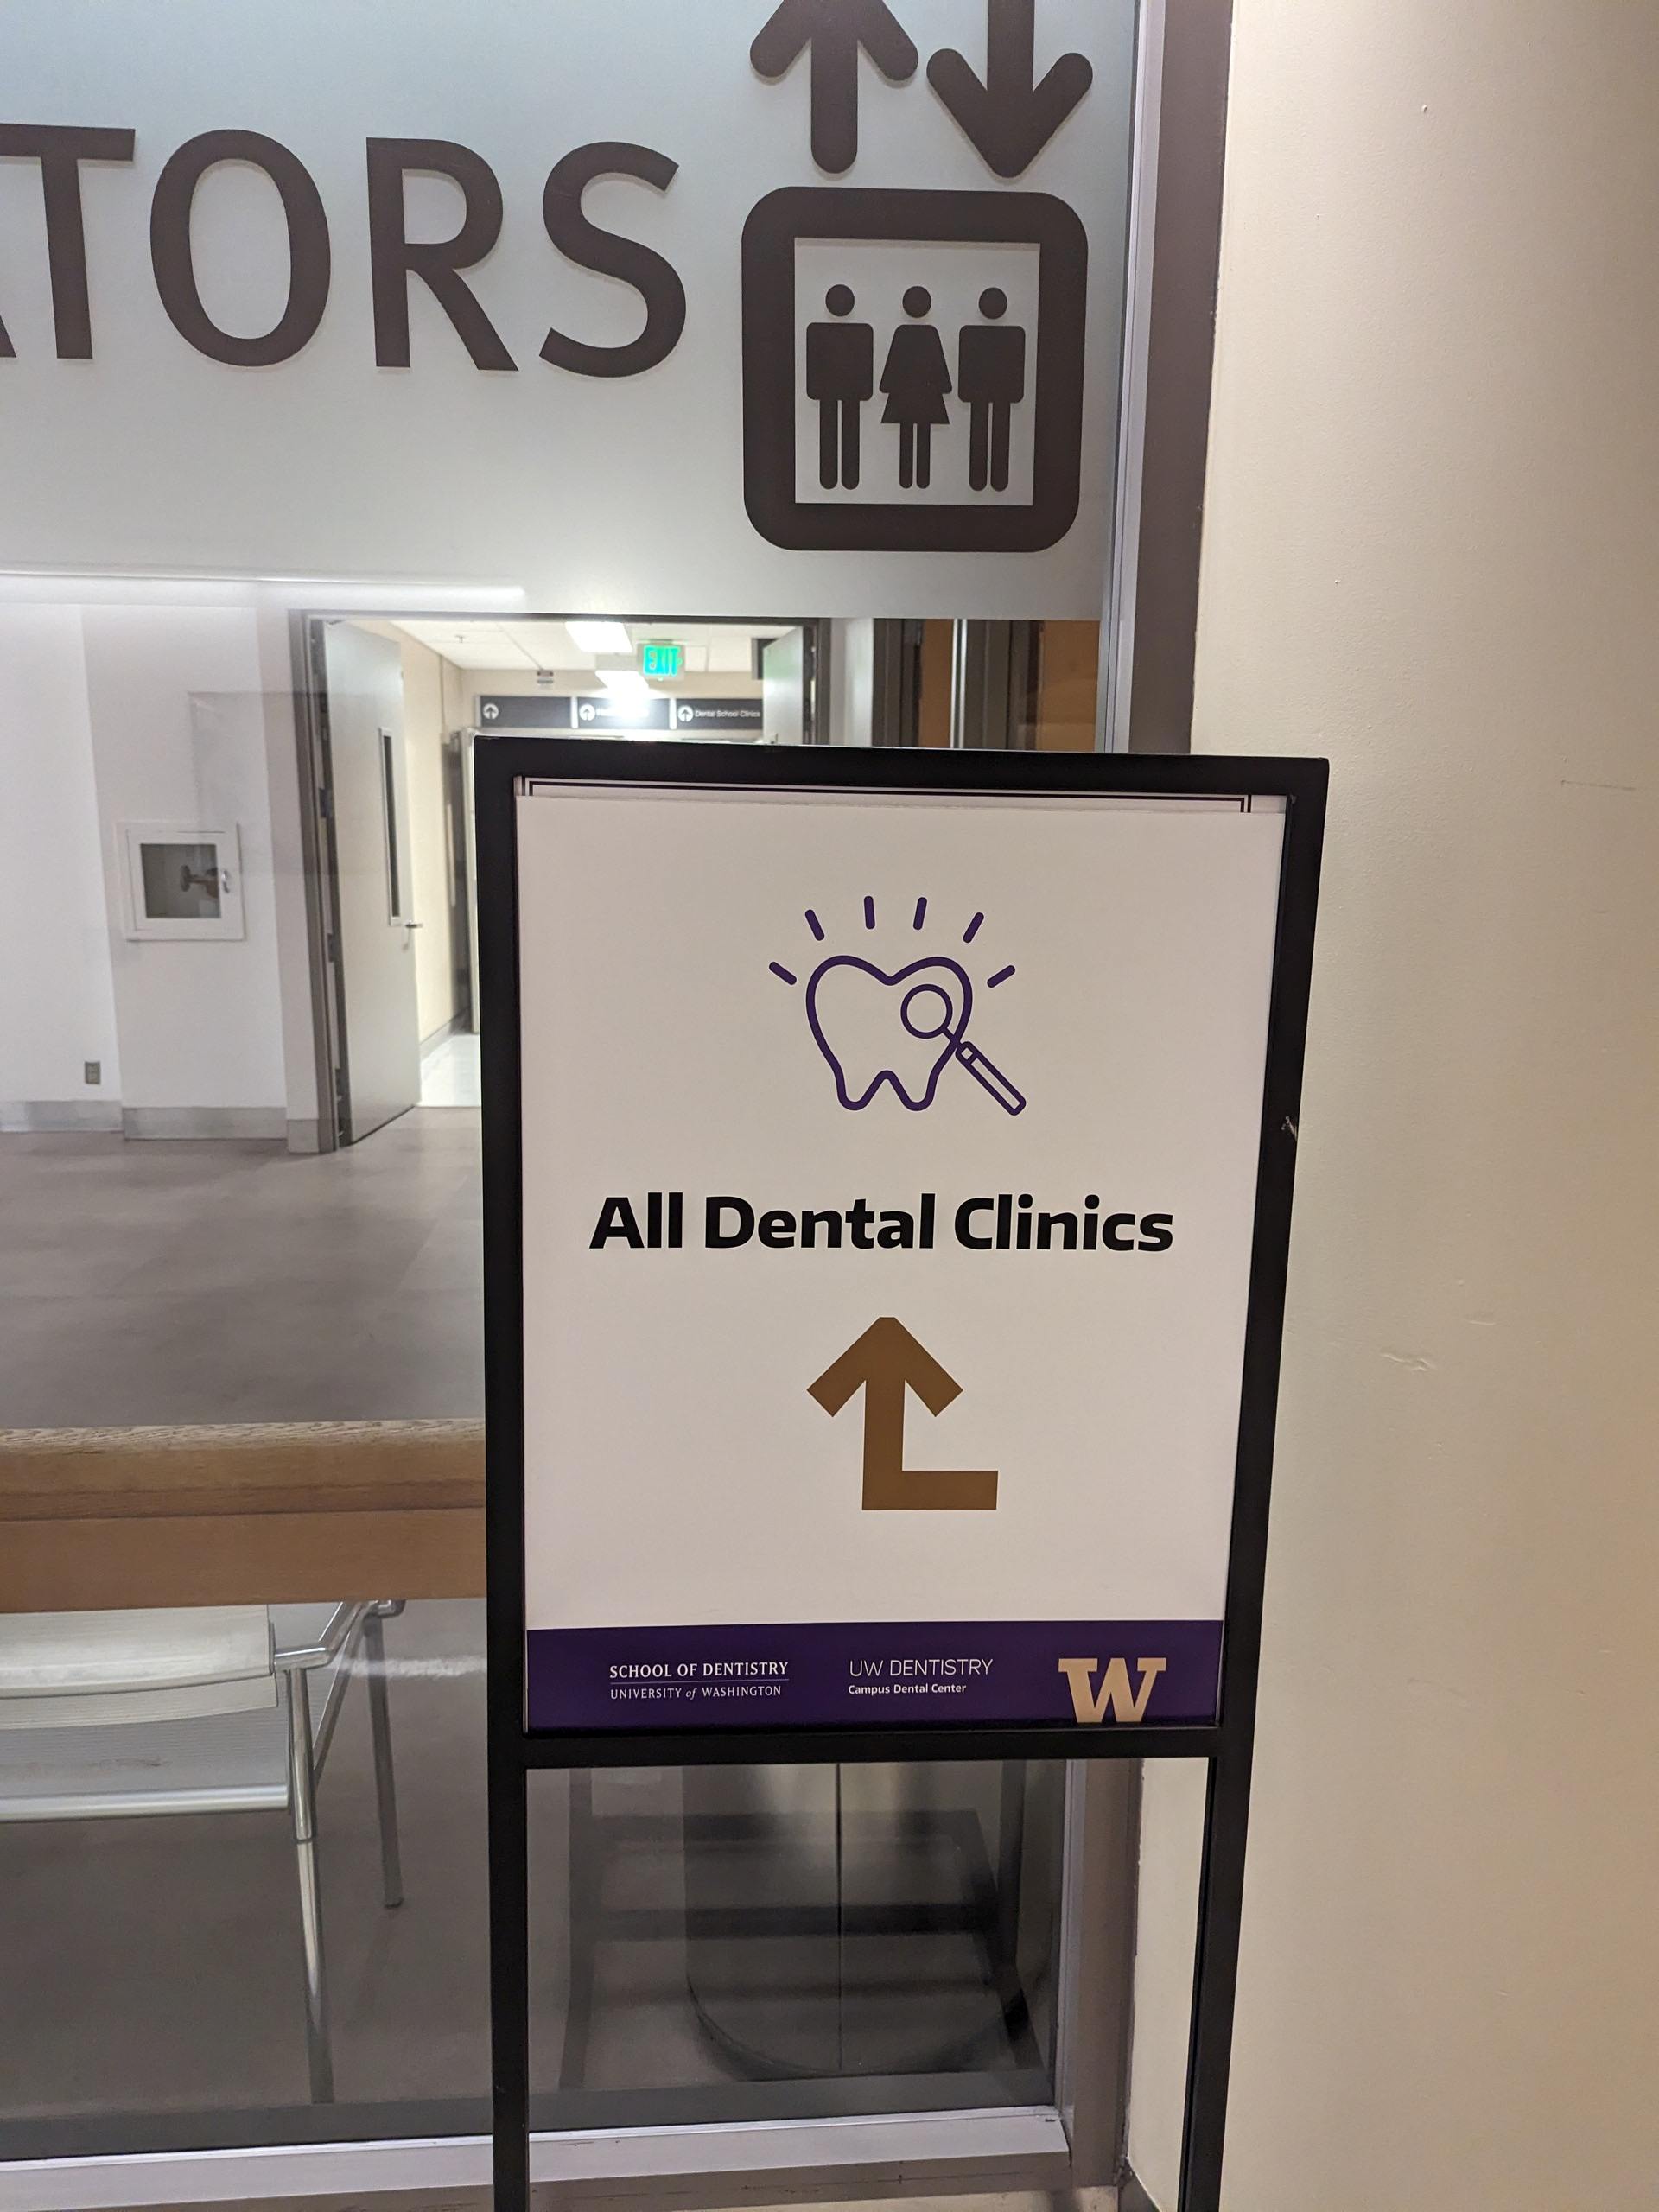 ATORS
EXIT
Dental School Clinics
All Dental Clinics
SCHOOL OF DENTISTRY
UNIVERSITY of WASHINGTON
UW DENTISTRY
Campus Dental Center
W